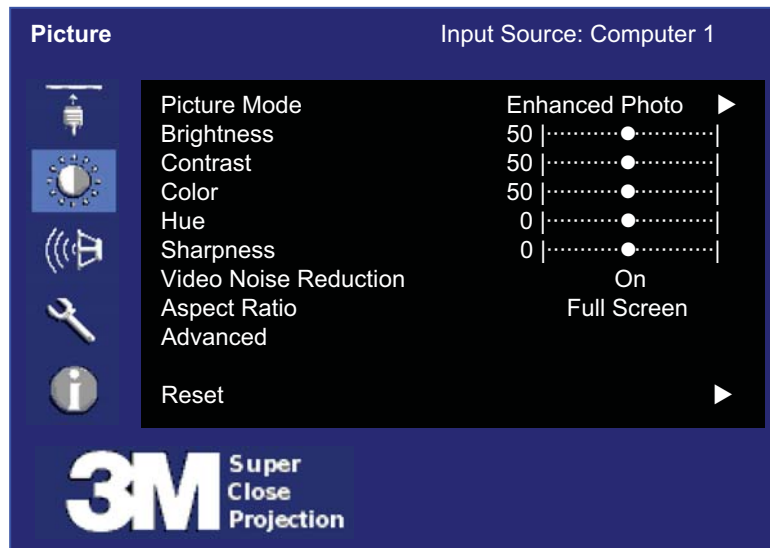 Picture Input Source: Computer 1
Picture Mode Enhanced Photo ▶
Brightness 50 |···········●···········|
Contrast 50 |···········●···········|
Color 50 |···········●···········|
Hue 0 |···········●···········|
Sharpness 0 |···········●···········|
Video Noise Reduction On
Aspect Ratio Full Screen
Advanced
Reset ▶
3M Super
Close
Projection